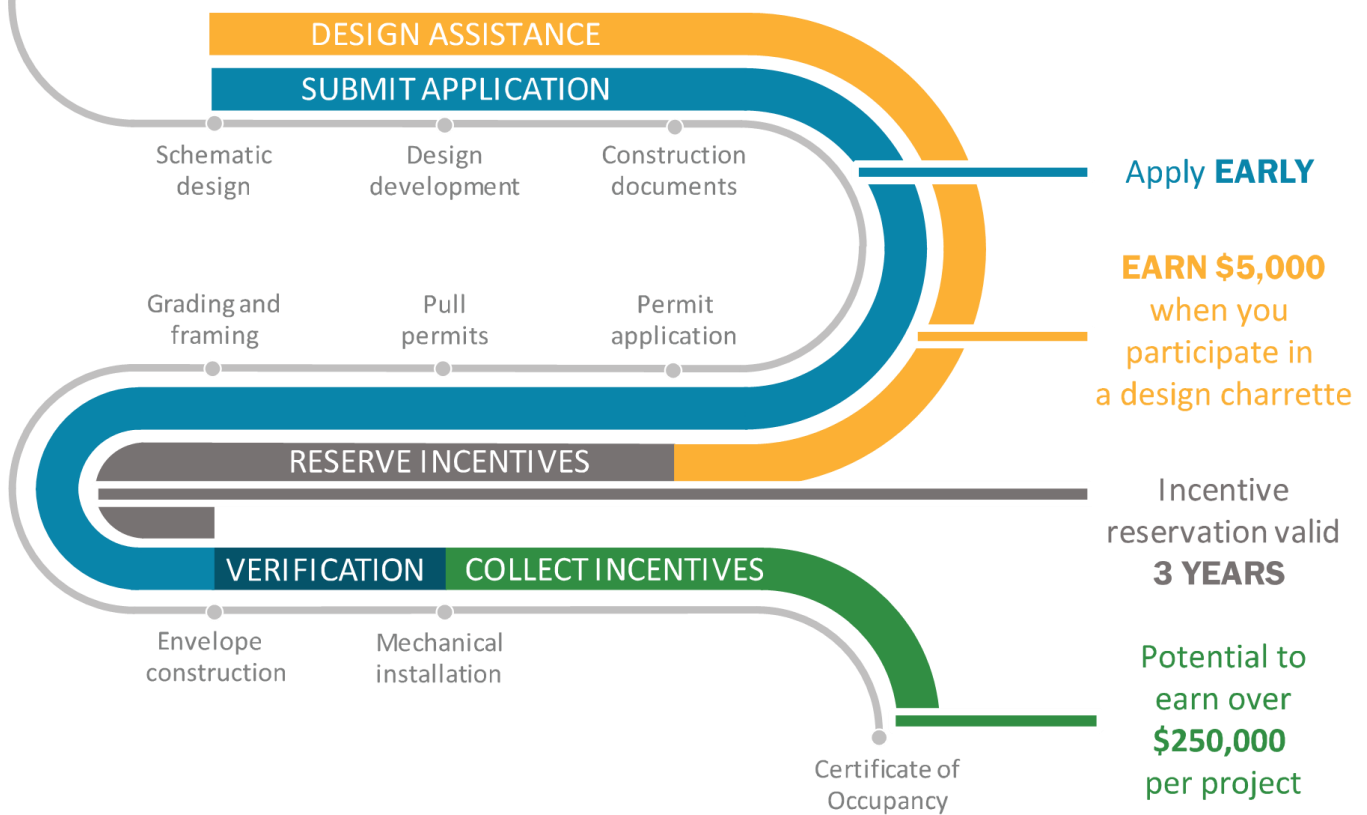 DESIGN ASSISTANCE
SUBMIT APPLICATION
Schematic
design
Design
development
Construction
documents
Apply EARLY
EARN $5,000
when you
participate in
a design charrette
Grading and
framing
Pull
permits
Permit
application
RESERVE INCENTIVES
Incentive
reservation valid
3 YEARS
VERIFICATION
COLLECT INCENTIVES
Envelope
construction
Mechanical
installation
Potential to
earn over
$250,000
per project
Certificate of
Occupancy